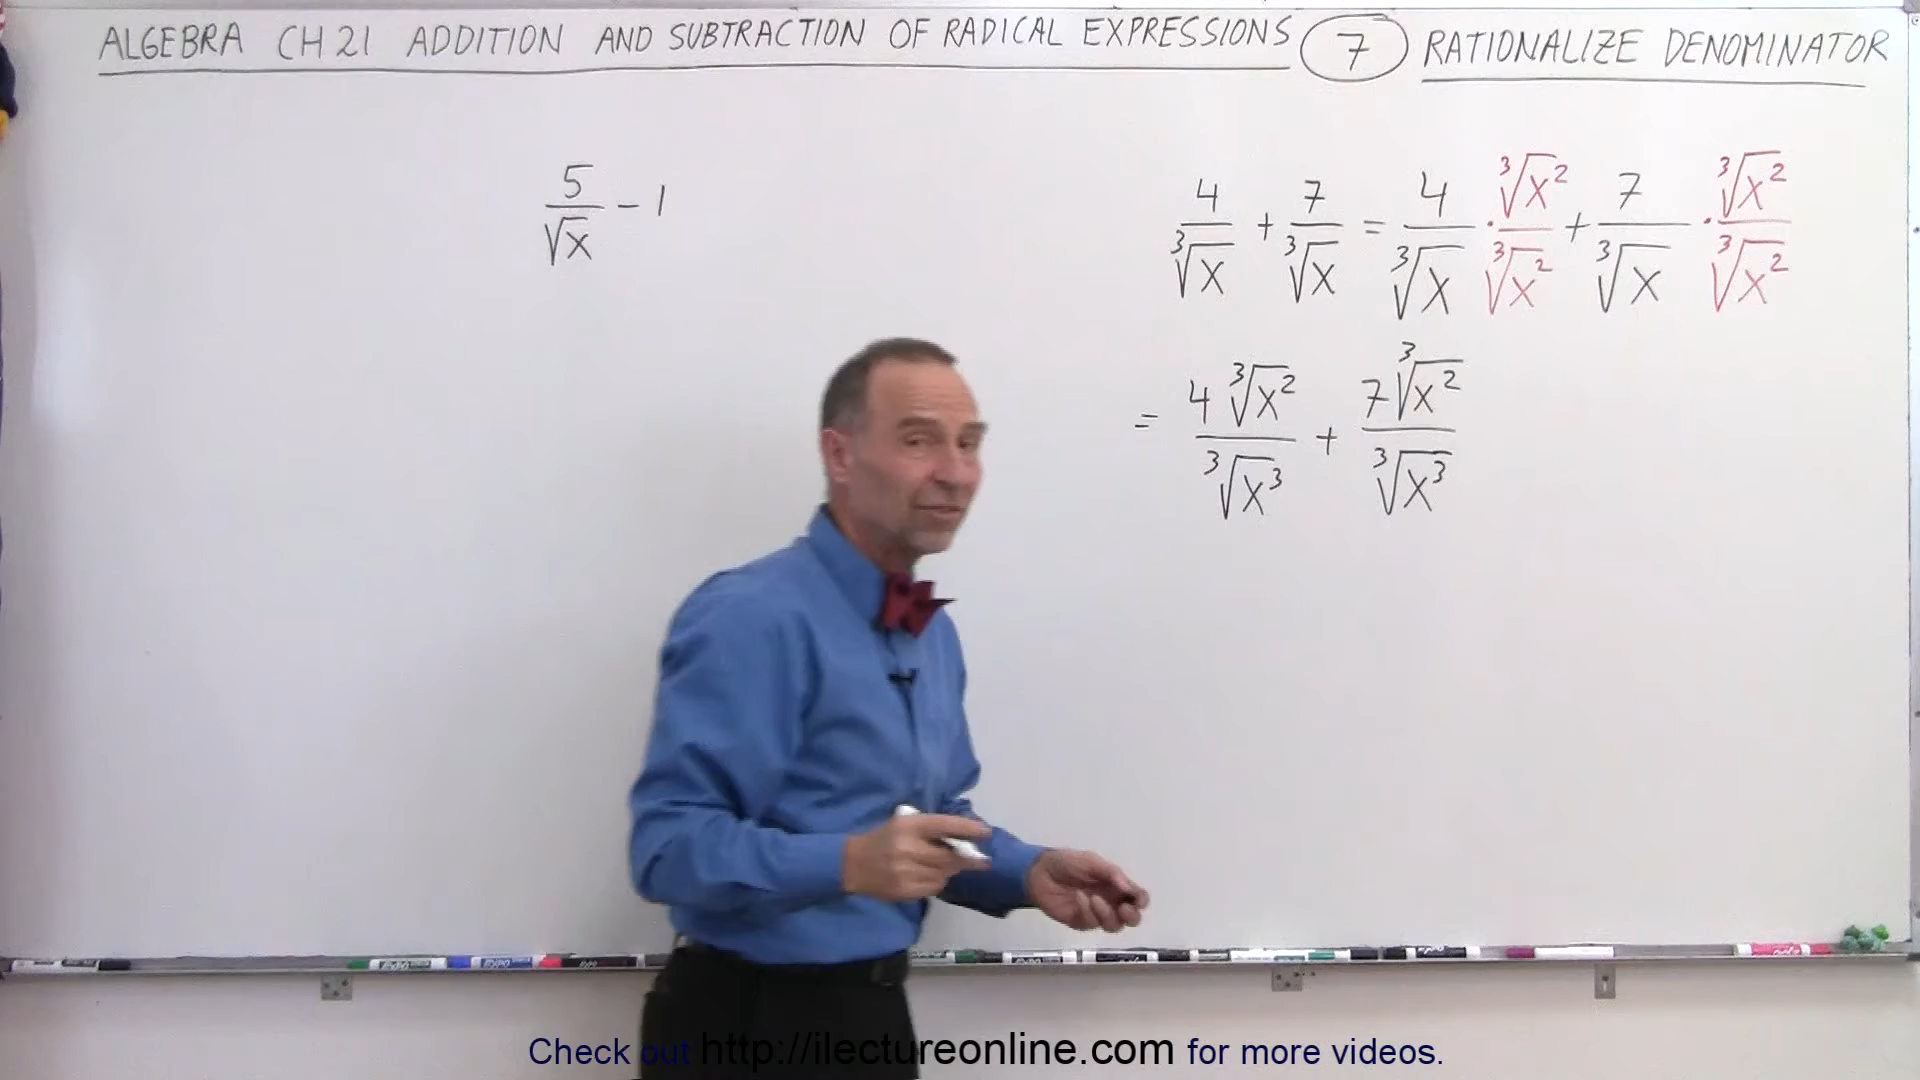 ALGEBRA CH 21 ADDITION AND SUBTRACTION OF RADICAL EXPRESSIONS 7 RATIONALIZE DENOMINATOR
5/√x - 1
4/∛x + 7/∛x = 4/∛x · ∛x²/∛x² + 7/∛x · ∛x²/∛x²
= 4∛x²/∛x³ + 7∛x²/∛x³
Check out http://ilectureonline.com for more videos.